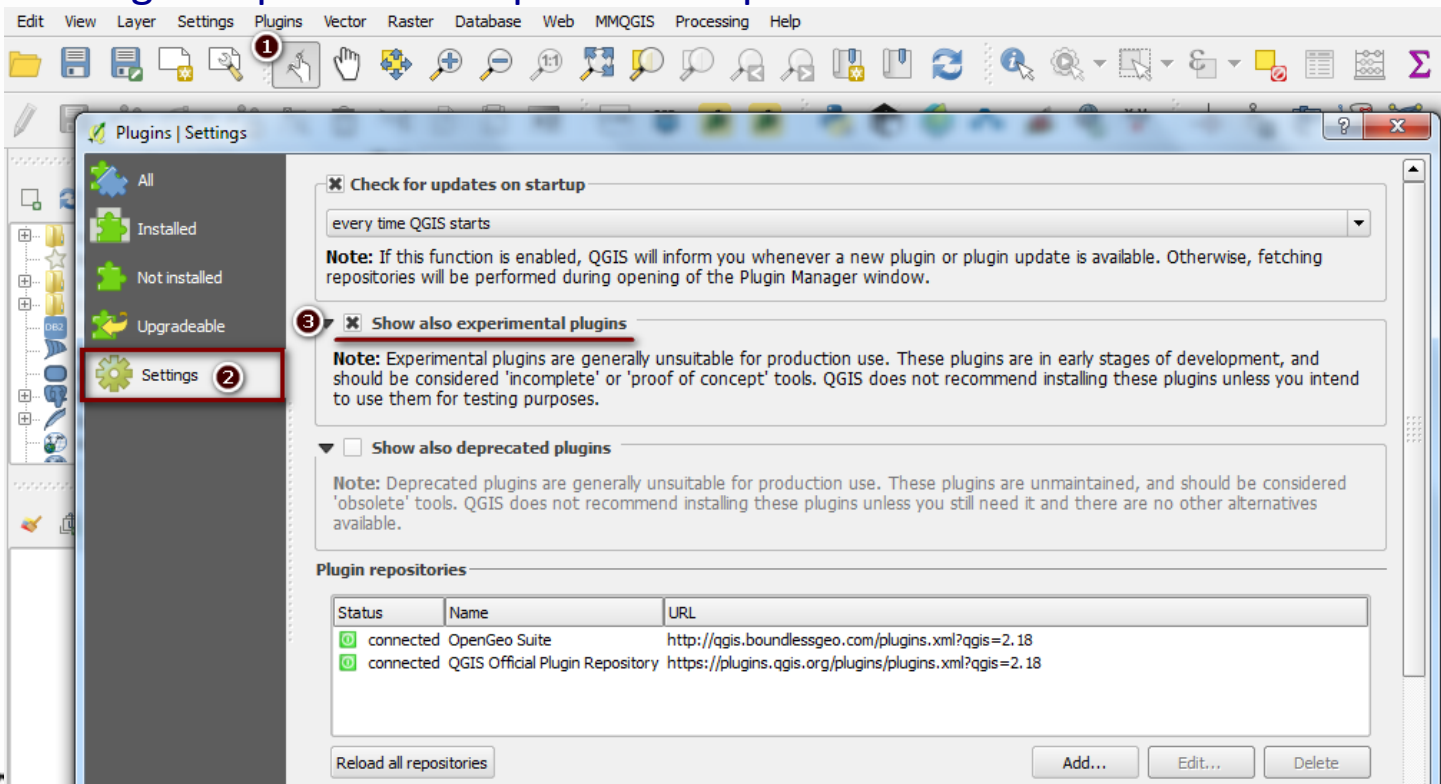 Edit View Layer Settings Plugins Vector Raster Database Web MMQGIS Processing Help
1
1:1
Plugins | Settings
?
All
Installed
Not installed
Upgradeable
Settings 2
DB2
Check for updates on startup
every time QGIS starts
Note: If this function is enabled, QGIS will inform you whenever a new plugin or plugin update is available. Otherwise, fetching
repositories will be performed during opening of the Plugin Manager window.
3 Show also experimental plugins
Note: Experimental plugins are generally unsuitable for production use. These plugins are in early stages of development, and
should be considered 'incomplete' or 'proof of concept' tools. QGIS does not recommend installing these plugins unless you intend
to use them for testing purposes.
Show also deprecated plugins
Note: Deprecated plugins are generally unsuitable for production use. These plugins are unmaintained, and should be considered
'obsolete' tools. QGIS does not recommend installing these plugins unless you still need it and there are no other alternatives
available.
Plugin repositories
Status Name URL
connected OpenGeo Suite http://qgis.boundlessgeo.com/plugins.xml?qgis=2.18
connected QGIS Official Plugin Repository https://plugins.qgis.org/plugins/plugins.xml?qgis=2.18
Reload all repositories Add... Edit... Delete